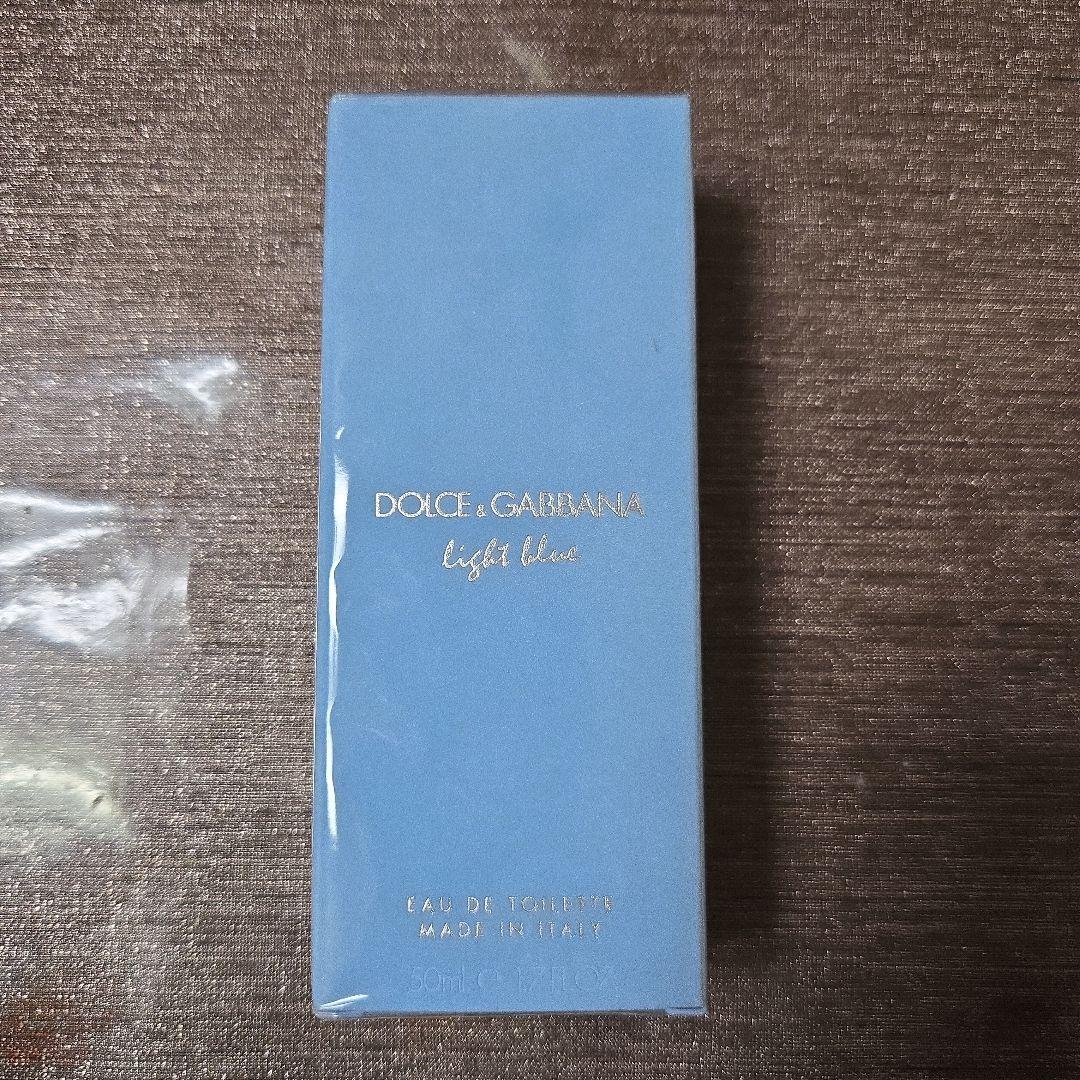 DOLCE & GABBANA
light blue
EAU DE TOILETTE
MADE IN ITALY
50ml ℮ 1.7 FL.OZ.